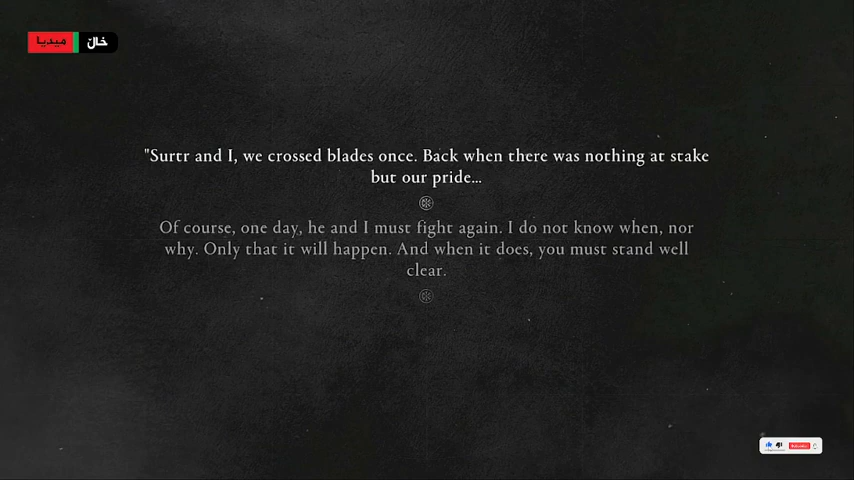 خاڵ میدیا
"Surtr and I, we crossed blades once. Back when there was nothing at stake
but our pride...
Of course, one day, he and I must fight again. I do not know when, nor
why. Only that it will happen. And when it does, you must stand well
clear.